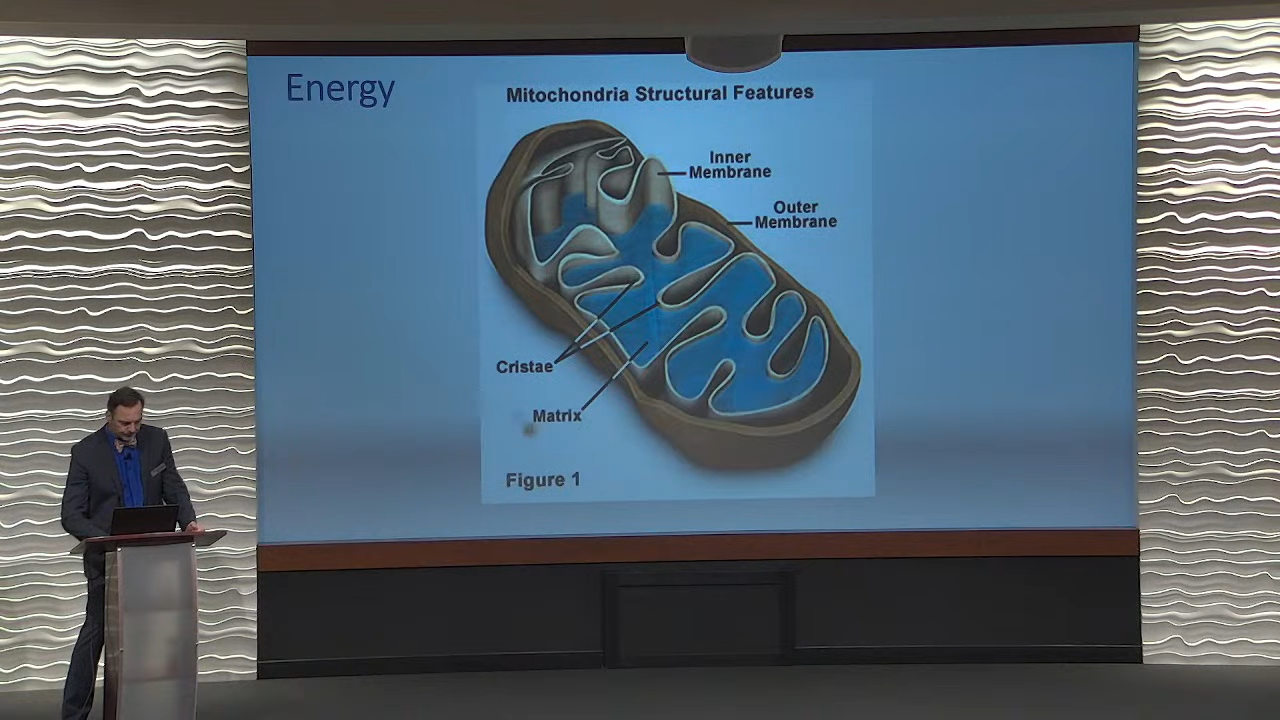 Energy
Mitochondria Structural Features
Inner
Membrane
Outer
Membrane
Cristae
Matrix
Figure 1